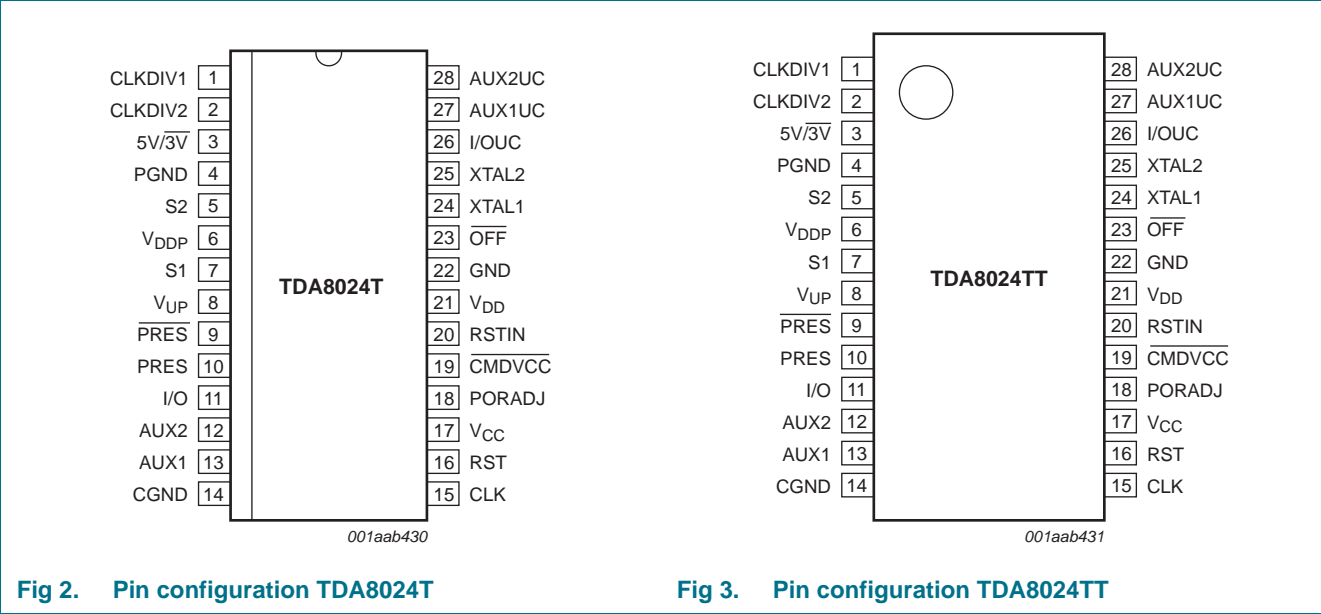 CLKDIV1 1
CLKDIV2 2
5V/3V̅ 3
PGND 4
S2 5
VDDP 6
S1 7
VUP 8
P̅R̅E̅S̅ 9
PRES 10
I/O 11
AUX2 12
AUX1 13
CGND 14
TDA8024T
28 AUX2UC
27 AUX1UC
26 I/OUC
25 XTAL2
24 XTAL1
23 O̅F̅F̅
22 GND
21 VDD
20 RSTIN
19 C̅M̅D̅V̅C̅C̅
18 PORADJ
17 VCC
16 RST
15 CLK
001aab430
Fig 2. Pin configuration TDA8024T
CLKDIV1 1
CLKDIV2 2
5V/3V̅ 3
PGND 4
S2 5
VDDP 6
S1 7
VUP 8
P̅R̅E̅S̅ 9
PRES 10
I/O 11
AUX2 12
AUX1 13
CGND 14
TDA8024TT
28 AUX2UC
27 AUX1UC
26 I/OUC
25 XTAL2
24 XTAL1
23 O̅F̅F̅
22 GND
21 VDD
20 RSTIN
19 C̅M̅D̅V̅C̅C̅
18 PORADJ
17 VCC
16 RST
15 CLK
001aab431
Fig 3. Pin configuration TDA8024TT